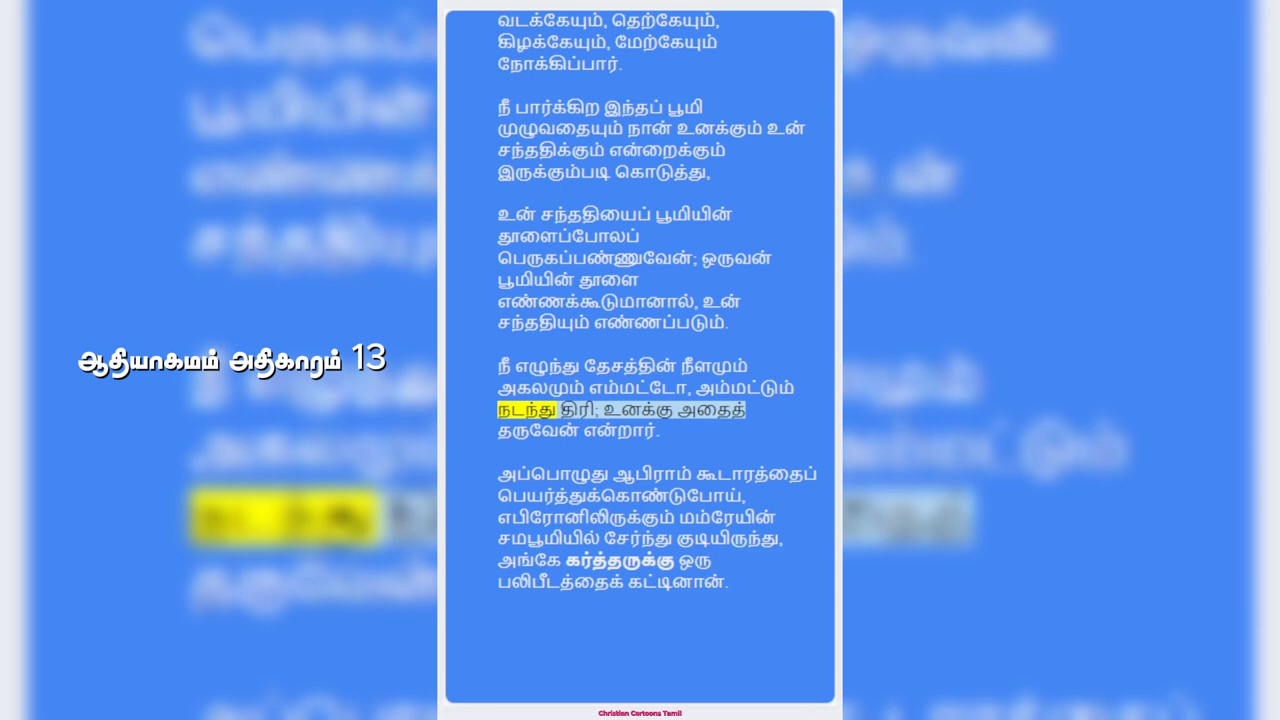 வடக்கேயும், தெற்கேயும்,
கிழக்கேயும், மேற்கேயும்
நோக்கிப்பார்.
நீ பார்க்கிற இந்தப் பூமி
முழுவதையும் நான் உனக்கும் உன்
சந்ததிக்கும் என்றைக்கும்
இருக்கும்படி கொடுத்து,
உன் சந்ததியைப் பூமியின்
தூளைப்போலப்
பெருகப்பண்ணுவேன்; ஒருவன்
பூமியின் தூளை
எண்ணக்கூடுமானால், உன்
சந்ததியும் எண்ணப்படும்.
ஆதியாகமம் அதிகாரம் 13
நீ எழுந்து தேசத்தின் நீளமும்
அகலமும் எம்மட்டோ, அம்மட்டும்
நடந்து திரி; உனக்கு அதைத்
தருவேன் என்றார்.
அப்பொழுது ஆபிராம் கூடாரத்தைப்
பெயர்த்துக்கொண்டுபோய்,
எபிரோனிலிருக்கும் மம்ரேயின்
சமபூமியில் சேர்ந்து குடியிருந்து,
அங்கே கர்த்தருக்கு ஒரு
பலிபீடத்தைக் கட்டினான்.
Christian Cartoons Tamil